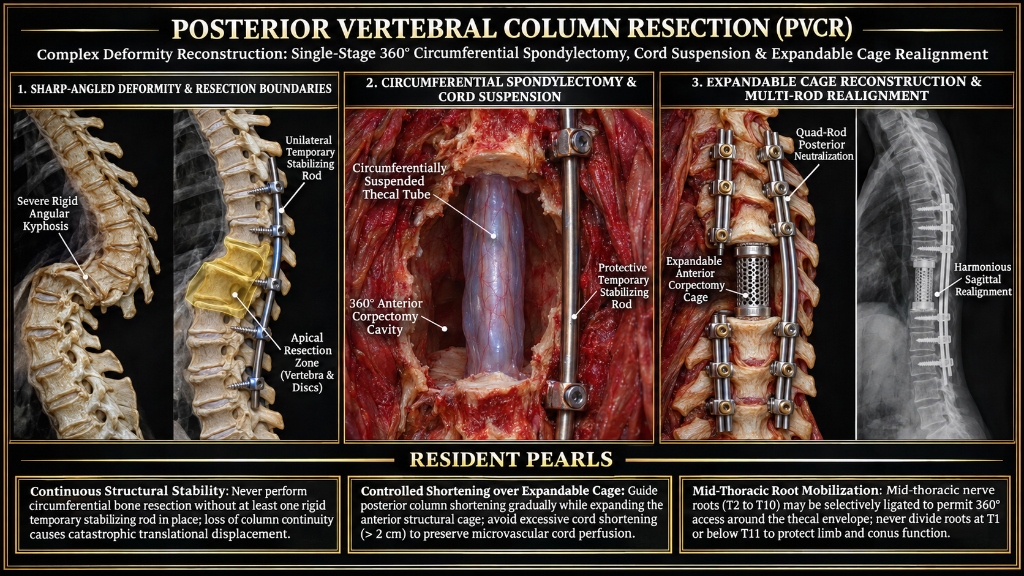 POSTERIOR VERTEBRAL COLUMN RESECTION (PVCR)
Complex Deformity Reconstruction: Single-Stage 360° Circumferential Spondylectomy, Cord Suspension & Expandable Cage Realignment
1. SHARP-ANGLED DEFORMITY & RESECTION BOUNDARIES
Severe Rigid
Angular
Kyphosis
Unilateral
Temporary
Stabilizing
Rod
Apical
Resection
Zone
(Vertebra &
Discs)
2. CIRCUMFERENTIAL SPONDYLECTOMY &
CORD SUSPENSION
Circumferentially
Suspended
Thecal Tube
360° Anterior
Corpectomy
Cavity
Protective
Temporary
Stabilizing
Rod
3. EXPANDABLE CAGE RECONSTRUCTION &
MULTI-ROD REALIGNMENT
Quad-Rod
Posterior
Neutralization
Expandable
Anterior
Corpectomy
Cage
Harmonious
Sagittal
Realignment
RESIDENT PEARLS
Continuous Structural Stability: Never perform
circumferential bone resection without at least one rigid
temporary stabilizing rod in place; loss of column continuity
causes catastrophic translational displacement.
Controlled Shortening over Expandable Cage: Guide
posterior column shortening gradually while expanding the
anterior structural cage; avoid excessive cord shortening
(> 2 cm) to preserve microvascular cord perfusion.
Mid-Thoracic Root Mobilization: Mid-thoracic nerve
roots (T2 to T10) may be selectively ligated to permit 360°
access around the thecal envelope; never divide roots at T1
or below T11 to protect limb and conus function.